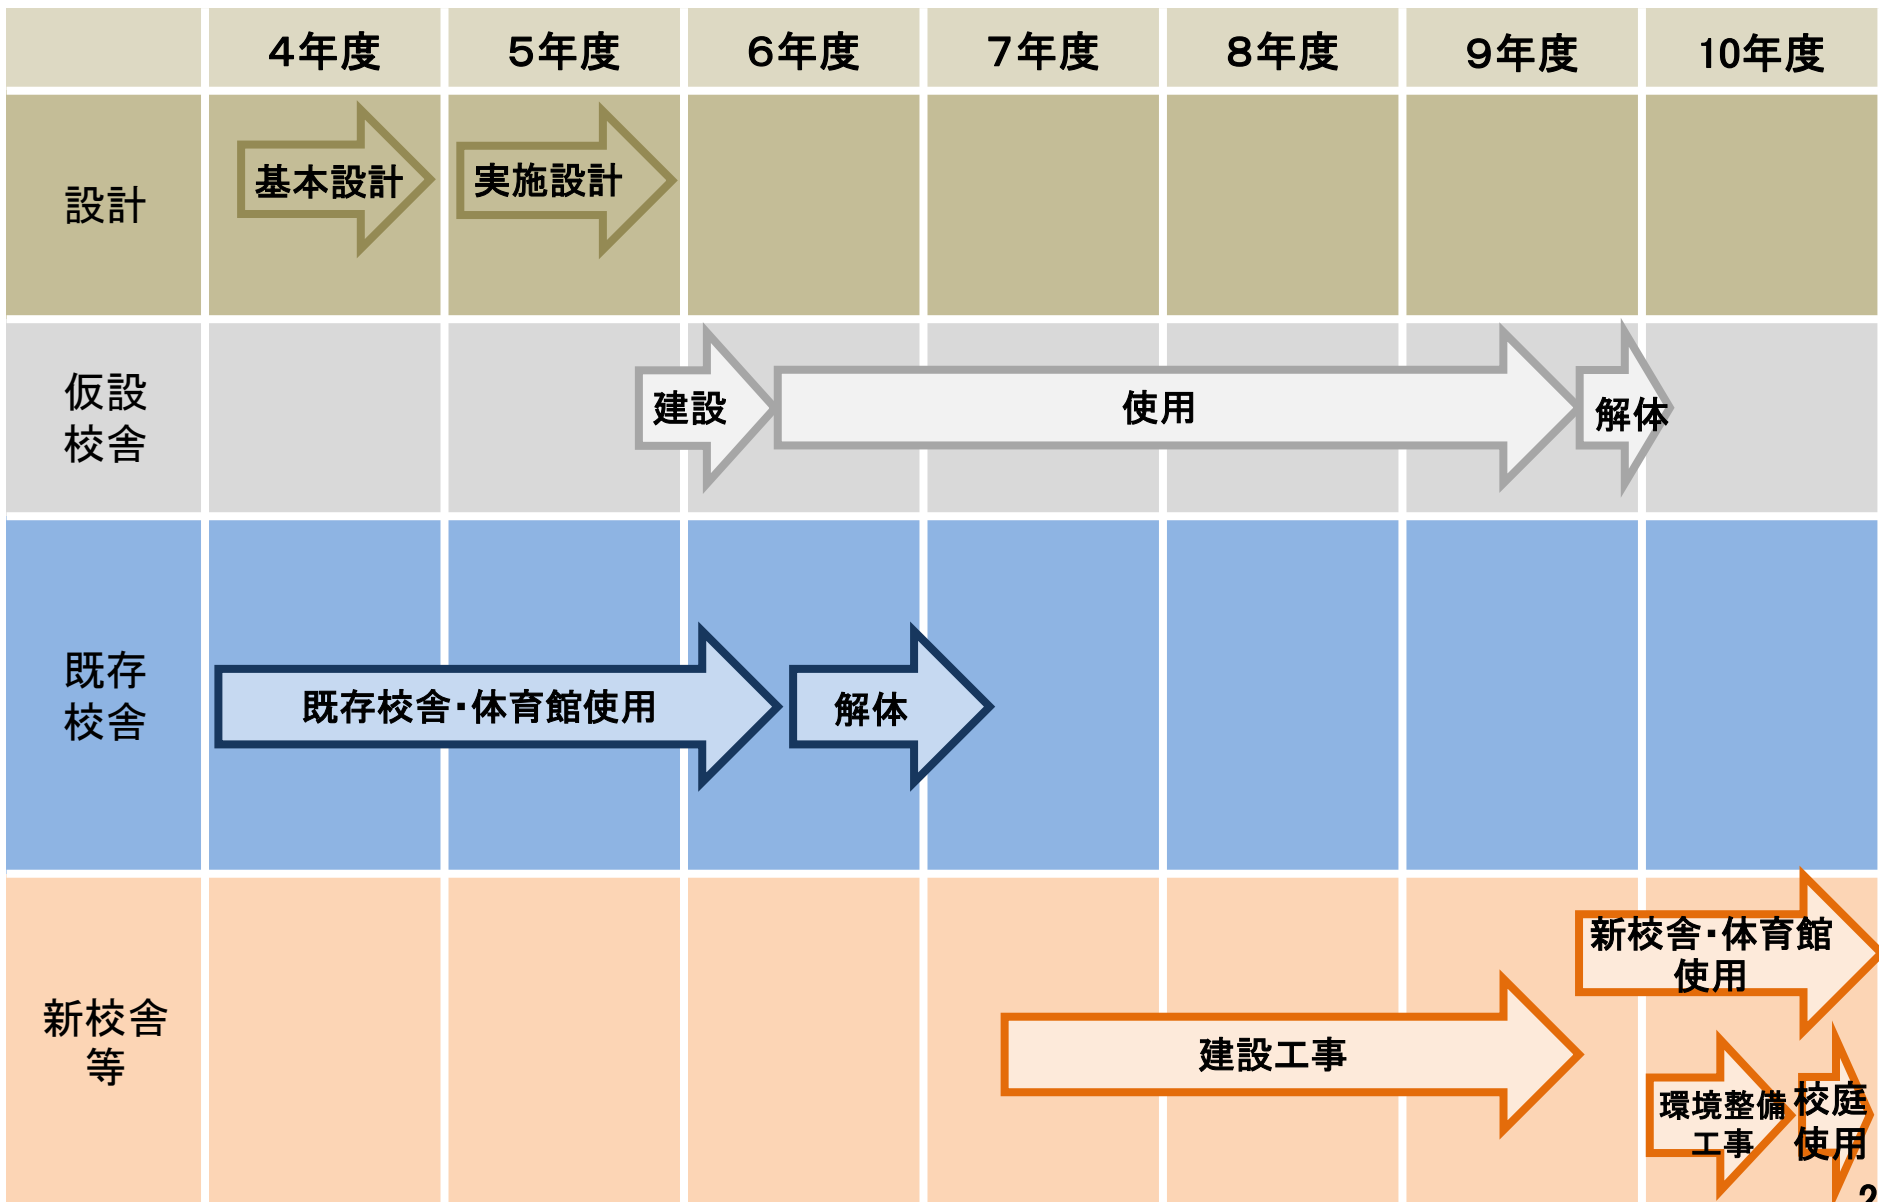 ４年度
５年度
６年度
７年度
８年度
９年度
10年度
設計
基本設計
実施設計
仮設
校舎
建設
使用
解体
既存
校舎
既存校舎・体育館使用
解体
新校舎
等
新校舎・体育館
使用
建設工事
環境整備
工事
校庭
使用
2